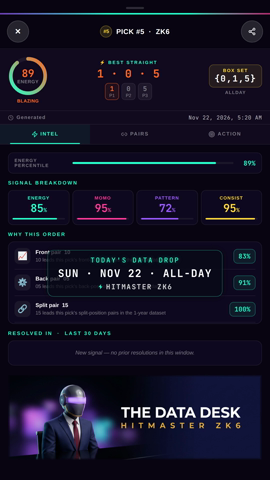 ✕ #5 PICK #5 · ZK6
89
ENERGY
BLAZING
⚡ BEST STRAIGHT
1 · 0 · 5
1 0 5
P1 P2 P3
BOX SET
{0,1,5}
ALLDAY
Generated Nov 22, 2026, 5:20 AM
INTEL PAIRS ACTION
ENERGY PERCENTILE 89%
SIGNAL BREAKDOWN
ENERGY MOMO PATTERN CONSIST
85% 95% 72% 95%
WHY THIS ORDER
Front pair 10
83%
TODAY'S DATA DROP
SUN · NOV 22 · ALL-DAY
HITMASTER ZK6
91%
Split pair 15
15 leads this pick's split-position pairs in the 1-year dataset
100%
RESOLVED IN · LAST 30 DAYS
New signal — no prior resolutions in this window.
THE DATA DESK
HITMASTER ZK6